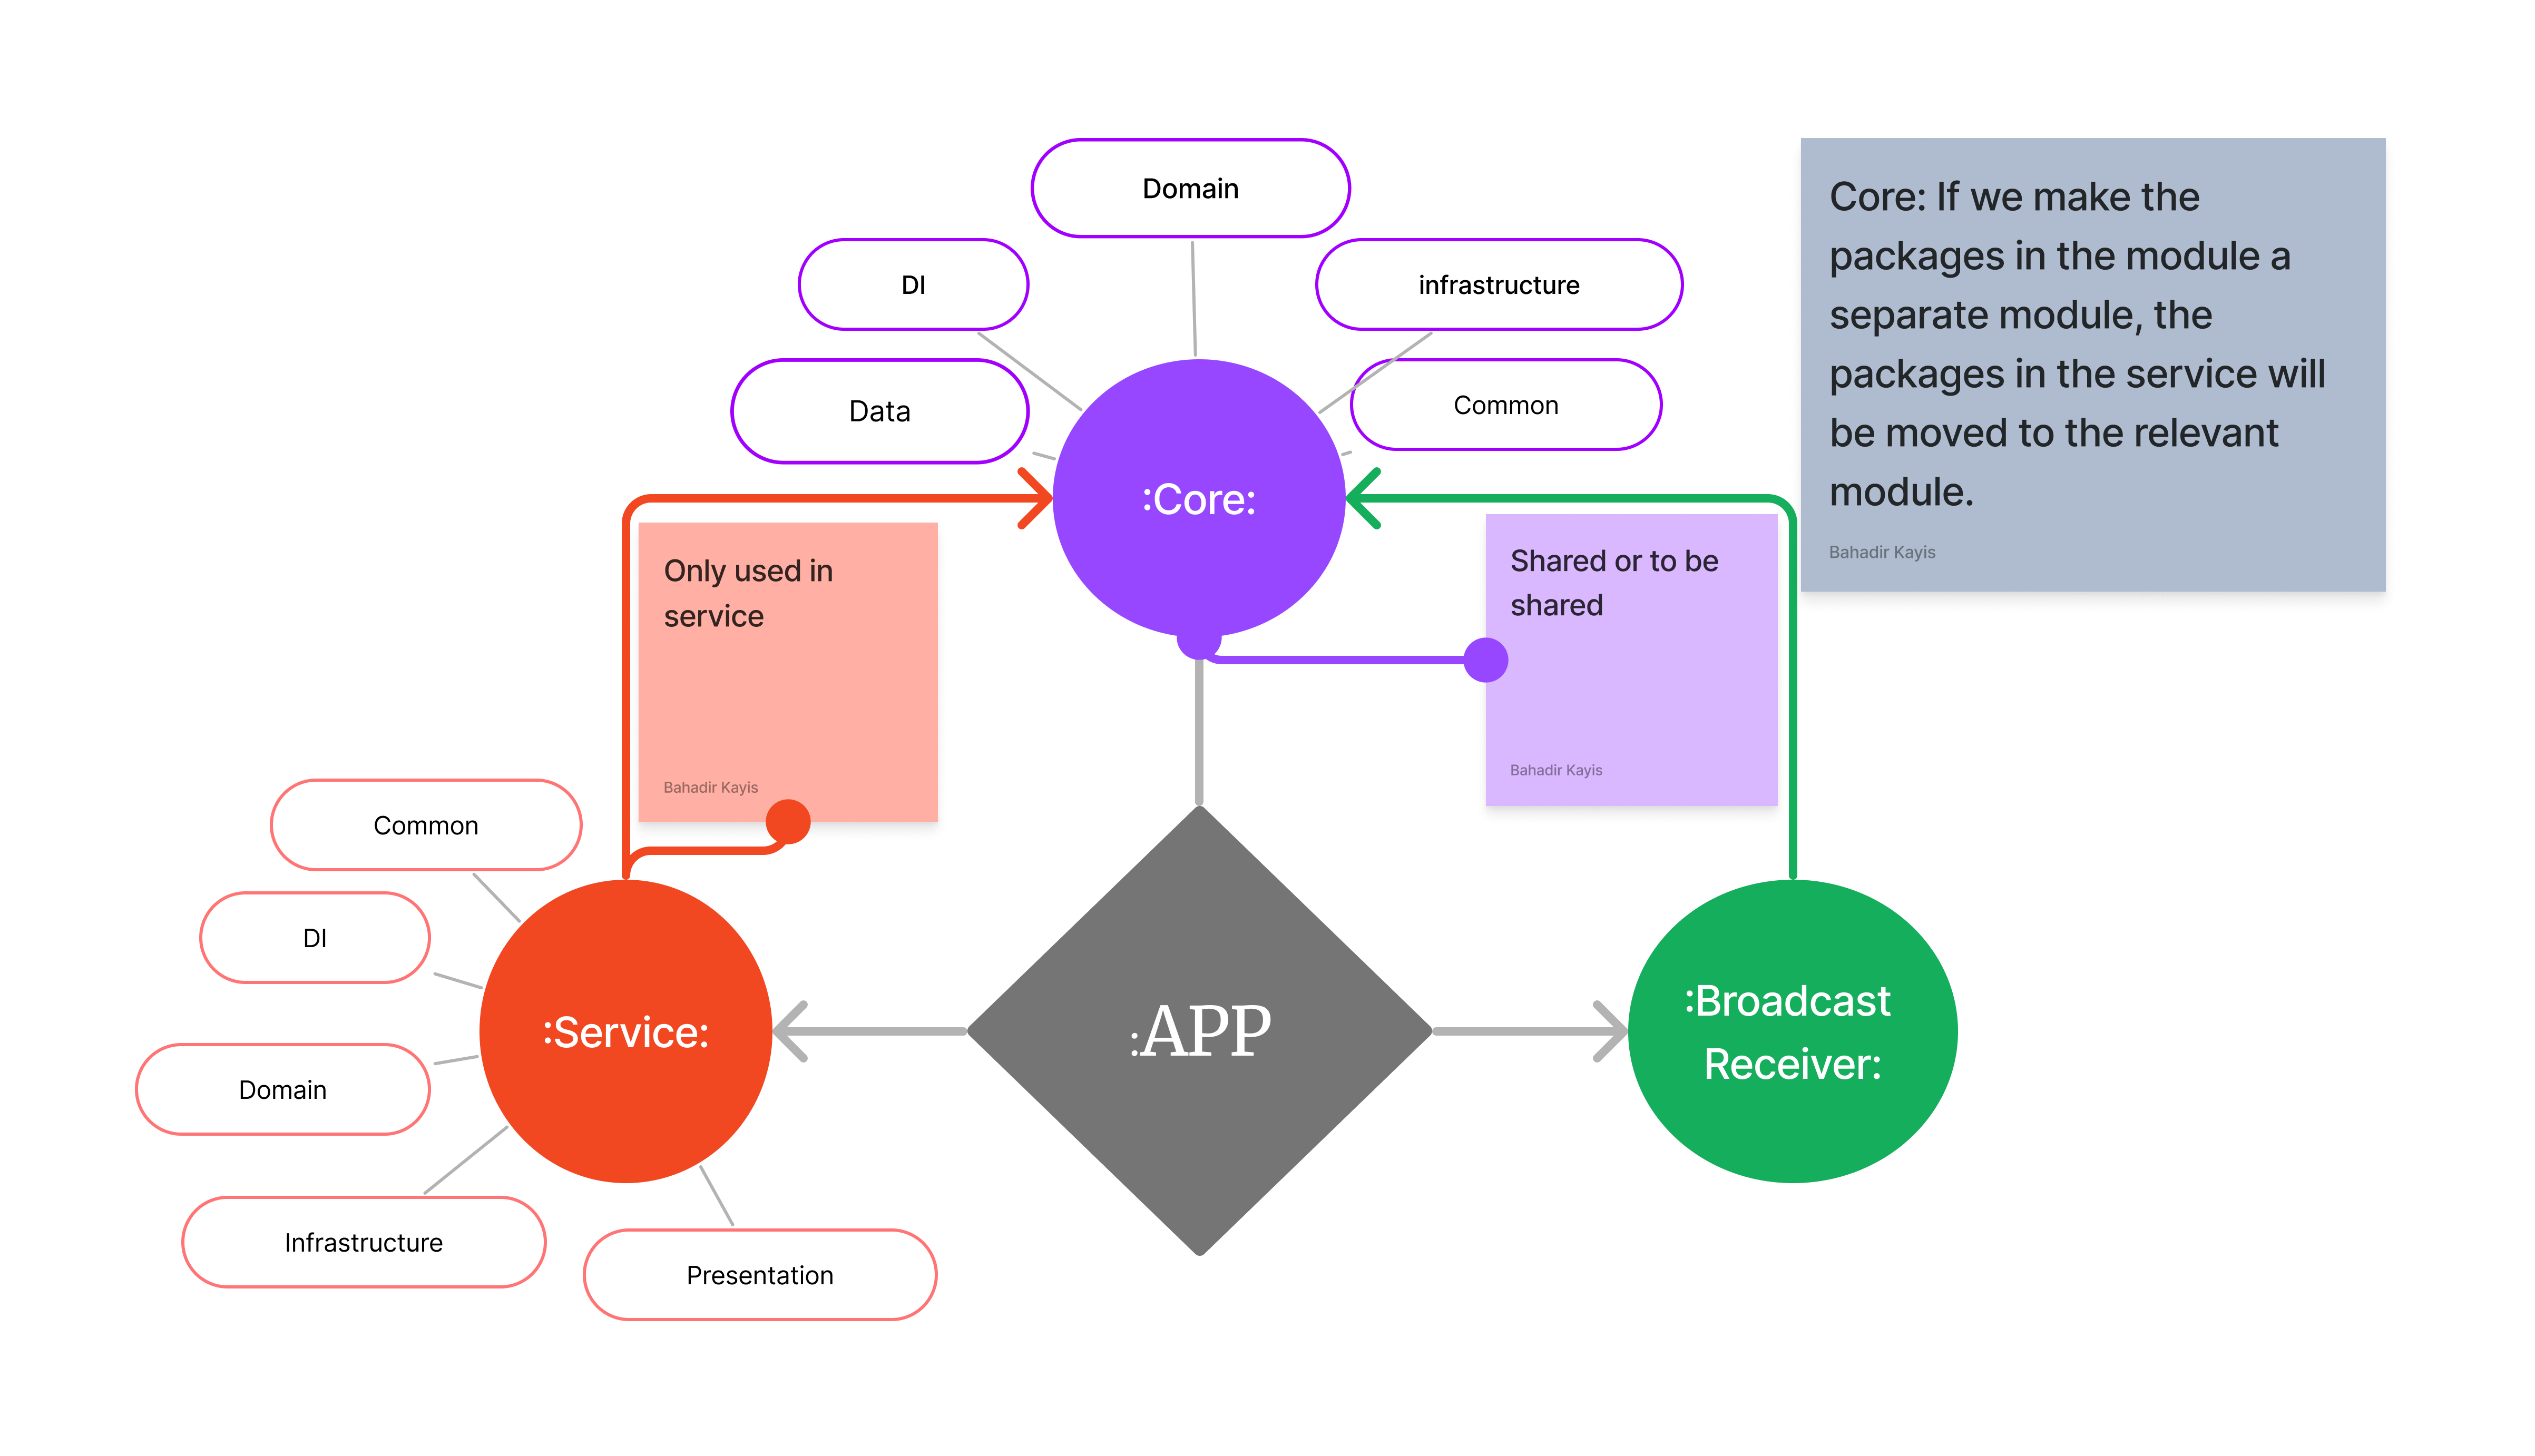 Domain
DI
infrastructure
Data
Common
:Core:
Core: If we make the
packages in the module a
separate module, the
packages in the service will
be moved to the relevant
module.
Bahadir Kayis
Only used in
service
Bahadir Kayis
Shared or to be
shared
Bahadir Kayis
Common
DI
Domain
Infrastructure
Presentation
:Service:
:APP
:Broadcast
Receiver: